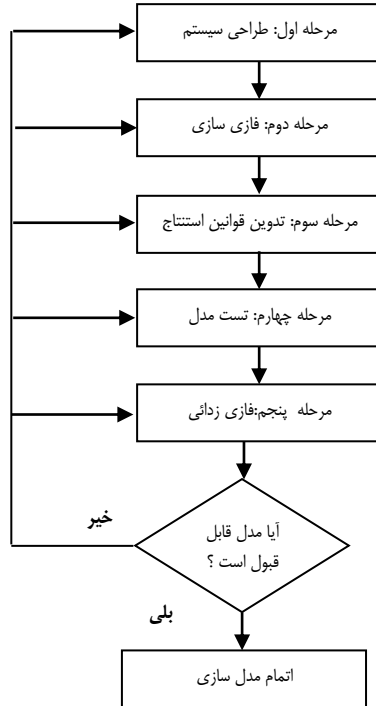 مرحله اول: طراحی سیستم
مرحله دوم: فازی سازی
مرحله سوم: تدوین قوانین استنتاج
مرحله چهارم: تست مدل
مرحله پنجم:فازی زدائی
آیا مدل قابل
قبول است ؟
خیر
بلی
اتمام مدل سازی